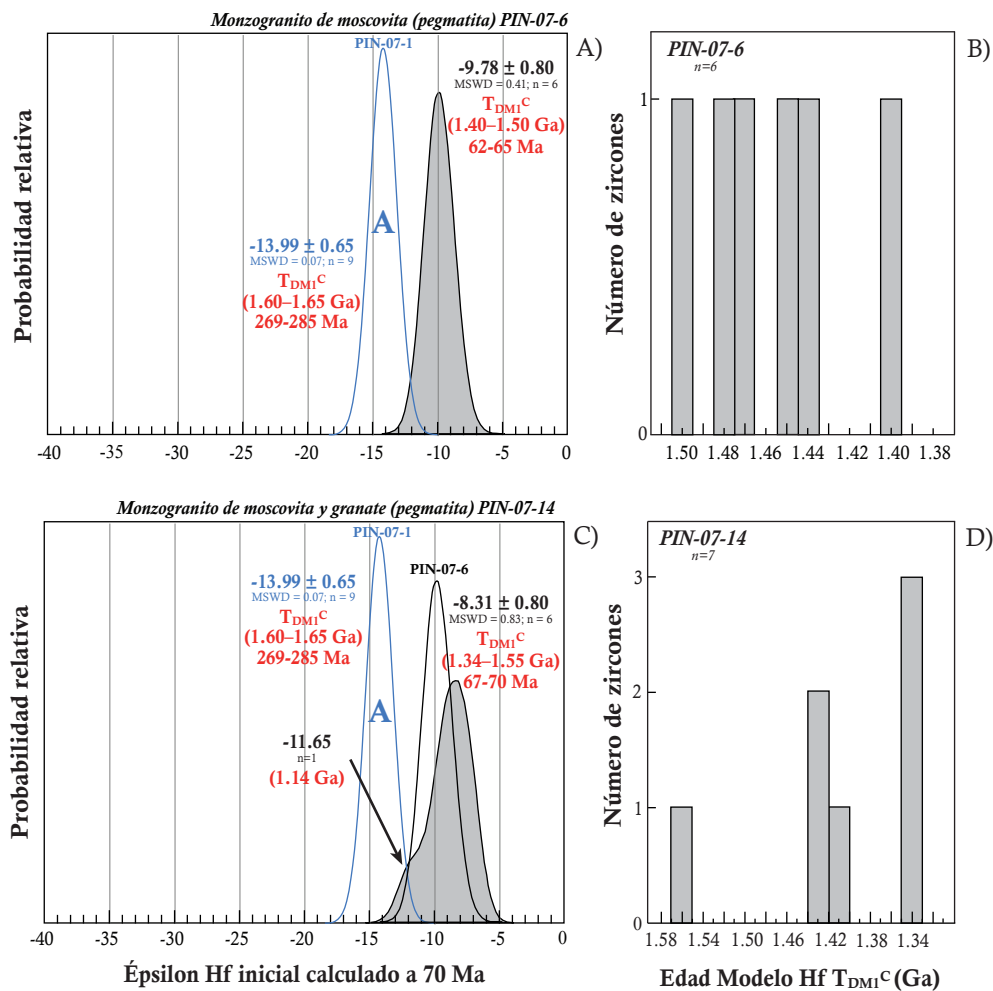 Monzogranito de moscovita (pegmatita) PIN-07-6
A)
PIN-07-1
-9.78 ± 0.80
MSWD = 0.41; n = 6
TDM1C
(1.40–1.50 Ga)
62-65 Ma
A
-13.99 ± 0.65
MSWD = 0.07; n = 9
TDM1C
(1.60–1.65 Ga)
269-285 Ma
Probabilidad relativa
-40 -35 -30 -25 -20 -15 -10 -5 0
B)
PIN-07-6
n=6
Número de zircones
1
0
1.50 1.48 1.46 1.44 1.42 1.40 1.38
Monzogranito de moscovita y granate (pegmatita) PIN-07-14
C)
PIN-07-1
PIN-07-6
-13.99 ± 0.65
MSWD = 0.07; n = 9
TDM1C
(1.60–1.65 Ga)
269-285 Ma
-8.31 ± 0.80
MSWD = 0.83; n = 6
TDM1C
(1.34–1.55 Ga)
67-70 Ma
A
-11.65
n=1
(1.14 Ga)
Probabilidad relativa
-40 -35 -30 -25 -20 -15 -10 -5 0
Épsilon Hf inicial calculado a 70 Ma
D)
PIN-07-14
n=7
Número de zircones
3
2
1
0
1.58 1.54 1.50 1.46 1.42 1.38 1.34
Edad Modelo Hf TDM1C (Ga)